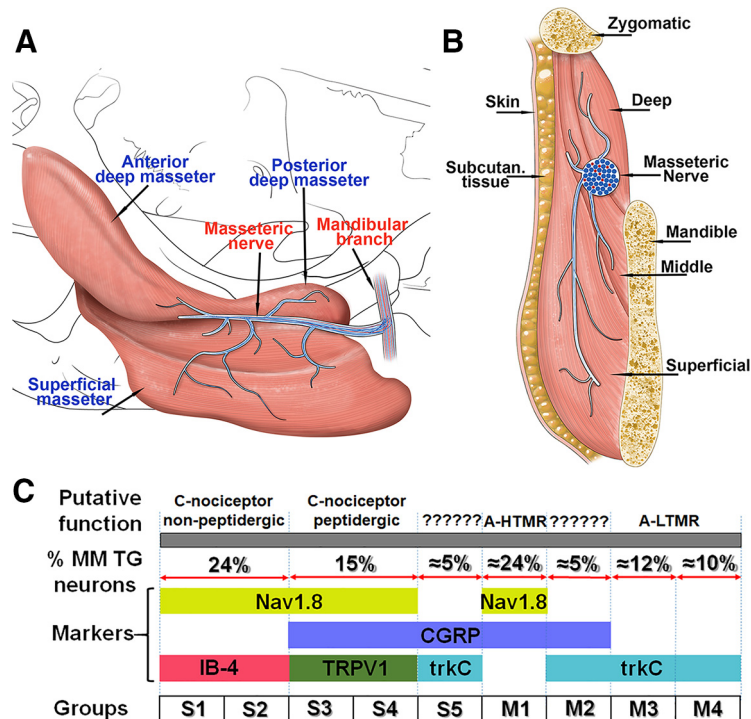 A
Anterior
deep masseter
Posterior
deep masseter
Masseteric
nerve
Mandibular
branch
Superficial
masseter
B
Zygomatic
Skin
Deep
Subcutan.
tissue
Masseteric
Nerve
Mandible
Middle
Superficial
C
Putative
function
C-nociceptor
non-peptidergic
C-nociceptor
peptidergic
??????
A-HTMR
??????
A-LTMR
% MM TG
neurons
24%
15%
≈5%
≈24%
≈5%
≈12%
≈10%
Markers
Nav1.8
Nav1.8
CGRP
IB-4
TRPV1
trkC
trkC
Groups
S1
S2
S3
S4
S5
M1
M2
M3
M4